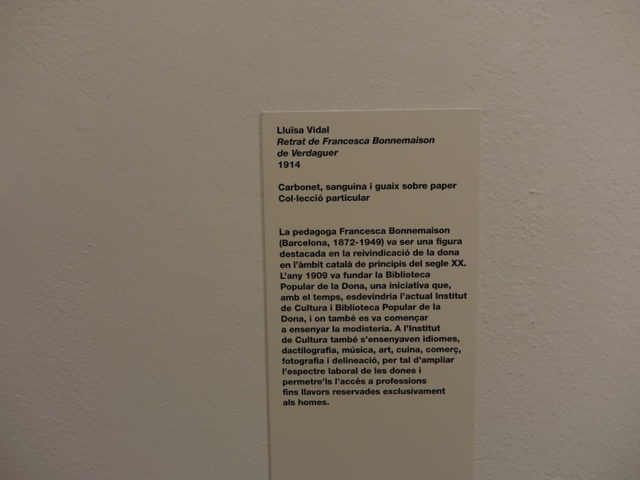 Lluïsa Vidal
Retrat de Francesca Bonnemaison
de Verdaguer
1914
Carbonet, sanguina i guaix sobre paper
Col·lecció particular
La pedagoga Francesca Bonnemaison
(Barcelona, 1872-1949) va ser una figura
destacada en la reivindicació de la dona
en l'àmbit català de principis del segle XX.
L'any 1909 va fundar la Biblioteca
Popular de la Dona, una iniciativa que,
amb el temps, esdevindria l'actual Institut
de Cultura i Biblioteca Popular de la
Dona, i on també es va començar
a ensenyar la modisteria. A l'Institut
de Cultura també s'ensenyaven idiomes,
dactilografia, música, art, cuina, comerç,
fotografia i delineació, per tal d'ampliar
l'espectre laboral de les dones i
permetre'ls l'accés a professions
fins llavors reservades exclusivament
als homes.